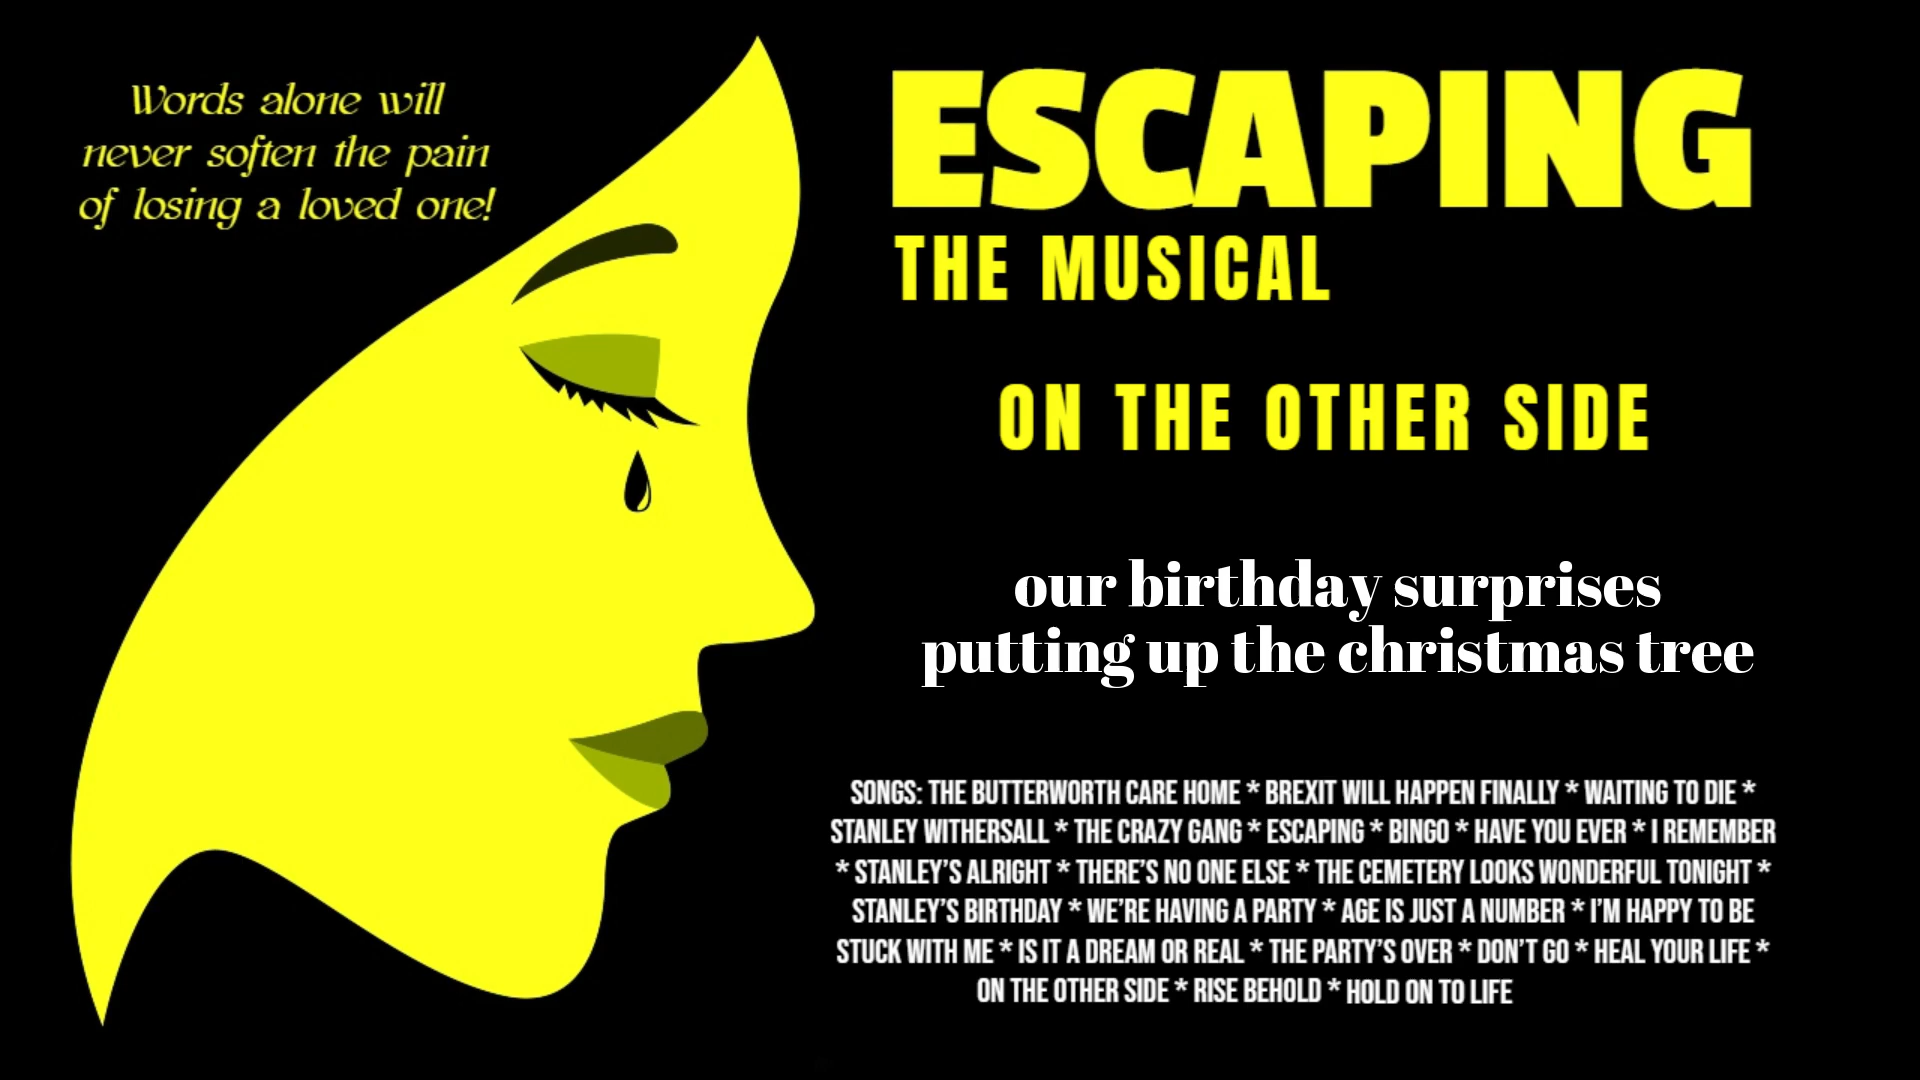 Words alone will
never soften the pain
of losing a loved one!
ESCAPING
THE MUSICAL
ON THE OTHER SIDE
our birthday surprises
putting up the christmas tree
SONGS: THE BUTTERWORTH CARE HOME * BREXIT WILL HAPPEN FINALLY * WAITING TO DIE *
STANLEY WITHERSALL * THE CRAZY GANG * ESCAPING * BINGO * HAVE YOU EVER * I REMEMBER
* STANLEY'S ALRIGHT * THERE'S NO ONE ELSE * THE CEMETERY LOOKS WONDERFUL TONIGHT *
STANLEY'S BIRTHDAY * WE'RE HAVING A PARTY * AGE IS JUST A NUMBER * I'M HAPPY TO BE
STUCK WITH ME * IS IT A DREAM OR REAL * THE PARTY'S OVER * DON'T GO * HEAL YOUR LIFE *
ON THE OTHER SIDE * RISE BEHOLD * HOLD ON TO LIFE